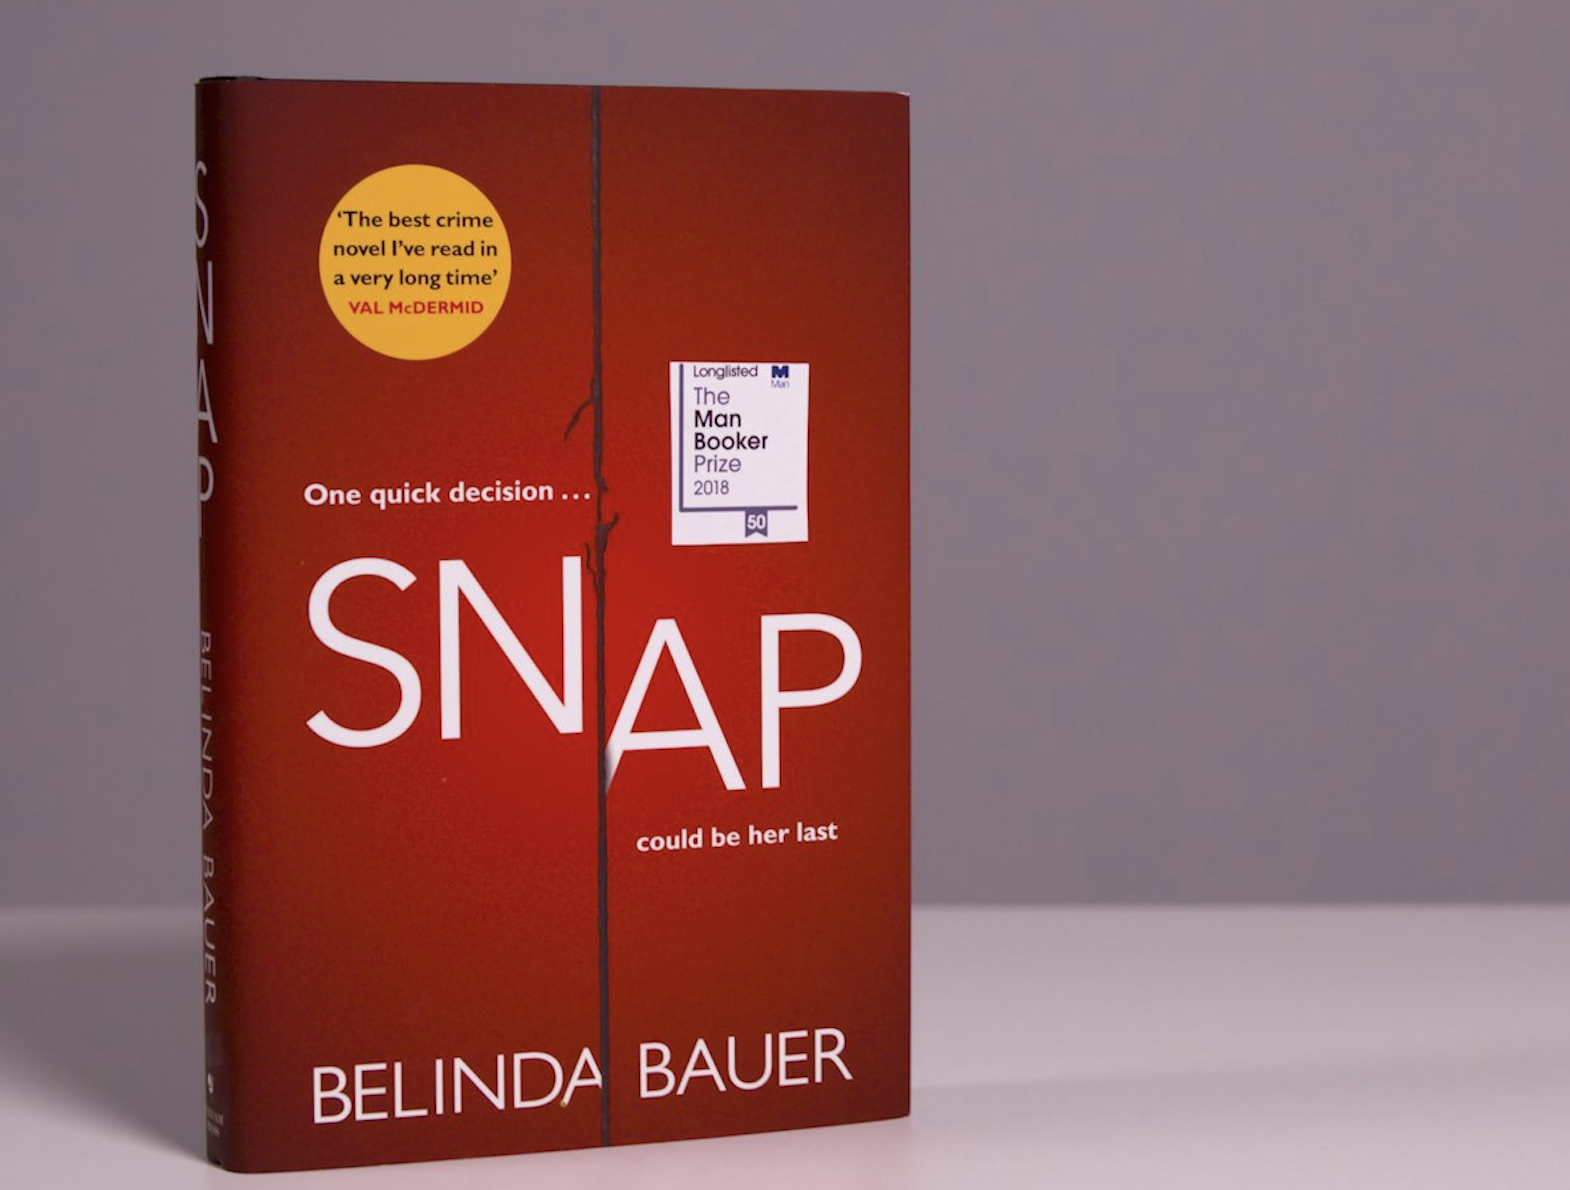 SNAP
BELINDA BAUER
‘The best crime
novel I’ve read in
a very long time’
VAL McDERMID
Longlisted
Man
The
Man
Booker
Prize
2018
50
One quick decision ...
SNAP
could be her last
BELINDA BAUER